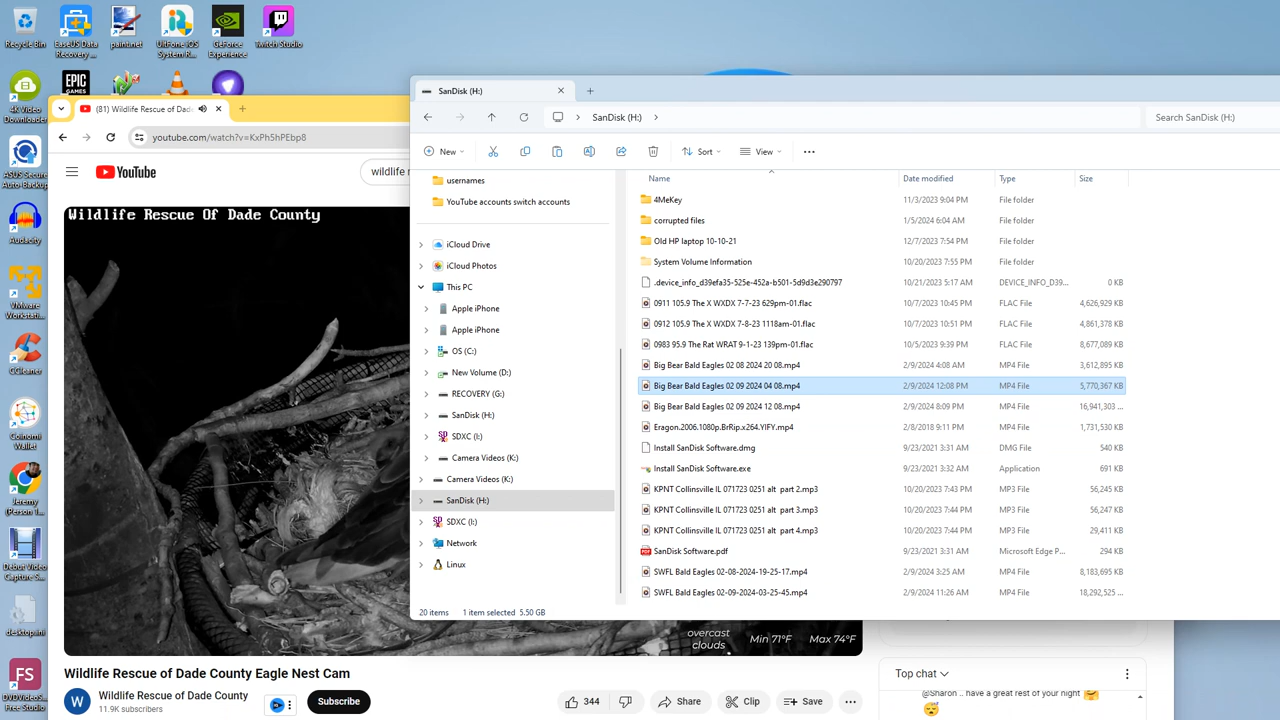 Recycle Bin
EaseUS Data Recovery ...
paint.net
UltFone iOS System R...
GeForce Experience
Twitch Studio
4K Video Downloader
ASUS Secure Auto-Backup
Audacity
VMware Workstati...
CCleaner
Coinomi Wallet
Jeremy (Person 1...
Debut Video Capture S...
desktop.ini
DVDVideoS... Free Studio
FS
EPIC GAMES
(81) Wildlife Rescue of Dade
youtube.com/watch?v=KxPh5hPEbp8
YouTube
wildlife r
Wildlife Rescue Of Dade County
overcast
clouds
Min 71°F
Max 74°F
Wildlife Rescue of Dade County Eagle Nest Cam
W
Wildlife Rescue of Dade County
11.9K subscribers
Subscribe
344
Share
Clip
Save
Top chat
@Sharon .. have a great rest of your night
SanDisk (H:)
SanDisk (H:)
Search SanDisk (H:)
New
Sort
View
usernames
YouTube accounts switch accounts
iCloud Drive
iCloud Photos
This PC
Apple iPhone
Apple iPhone
OS (C:)
New Volume (D:)
RECOVERY (G:)
SanDisk (H:)
SDXC (I:)
Camera Videos (K:)
Camera Videos (K:)
SanDisk (H:)
SDXC (I:)
Network
Linux
Name Date modified Type Size
4MeKey 11/3/2023 9:04 PM File folder
corrupted files 1/5/2024 6:04 AM File folder
Old HP laptop 10-10-21 12/7/2023 7:54 PM File folder
System Volume Information 10/20/2023 7:55 PM File folder
.device_info_d39efa35-525e-452a-b501-5d9d3e290797 10/21/2023 5:17 AM DEVICE_INFO_D39... 0 KB
0911 105.9 The X WXDX 7-7-23 629pm-01.flac 10/7/2023 10:45 PM FLAC File 4,626,929 KB
0912 105.9 The X WXDX 7-8-23 1118am-01.flac 10/7/2023 10:51 PM FLAC File 4,861,378 KB
0983 95.9 The Rat WRAT 9-1-23 139pm-01.flac 10/5/2023 9:39 PM FLAC File 8,677,089 KB
Big Bear Bald Eagles 02 08 2024 20 08.mp4 2/9/2024 4:08 AM MP4 File 3,612,895 KB
Big Bear Bald Eagles 02 09 2024 04 08.mp4 2/9/2024 12:08 PM MP4 File 5,770,367 KB
Big Bear Bald Eagles 02 09 2024 12 08.mp4 2/9/2024 8:09 PM MP4 File 16,941,303 ...
Eragon.2006.1080p.BrRip.x264.YIFY.mp4 2/8/2018 9:11 PM MP4 File 1,731,530 KB
Install SanDisk Software.dmg 9/23/2021 3:31 AM DMG File 540 KB
Install SanDisk Software.exe 9/23/2021 3:32 AM Application 691 KB
KPNT Collinsville IL 071723 0251 alt part 2.mp3 10/20/2023 7:43 PM MP3 File 56,245 KB
KPNT Collinsville IL 071723 0251 alt part 3.mp3 10/20/2023 7:44 PM MP3 File 56,247 KB
KPNT Collinsville IL 071723 0251 alt part 4.mp3 10/20/2023 7:44 PM MP3 File 29,411 KB
SanDisk Software.pdf 9/23/2021 3:31 AM Microsoft Edge P... 294 KB
SWFL Bald Eagles 02-08-2024-19-25-17.mp4 2/9/2024 3:25 AM MP4 File 8,183,695 KB
SWFL Bald Eagles 02-09-2024-03-25-45.mp4 2/9/2024 11:26 AM MP4 File 18,292,525 ...
20 items 1 item selected 5.50 GB